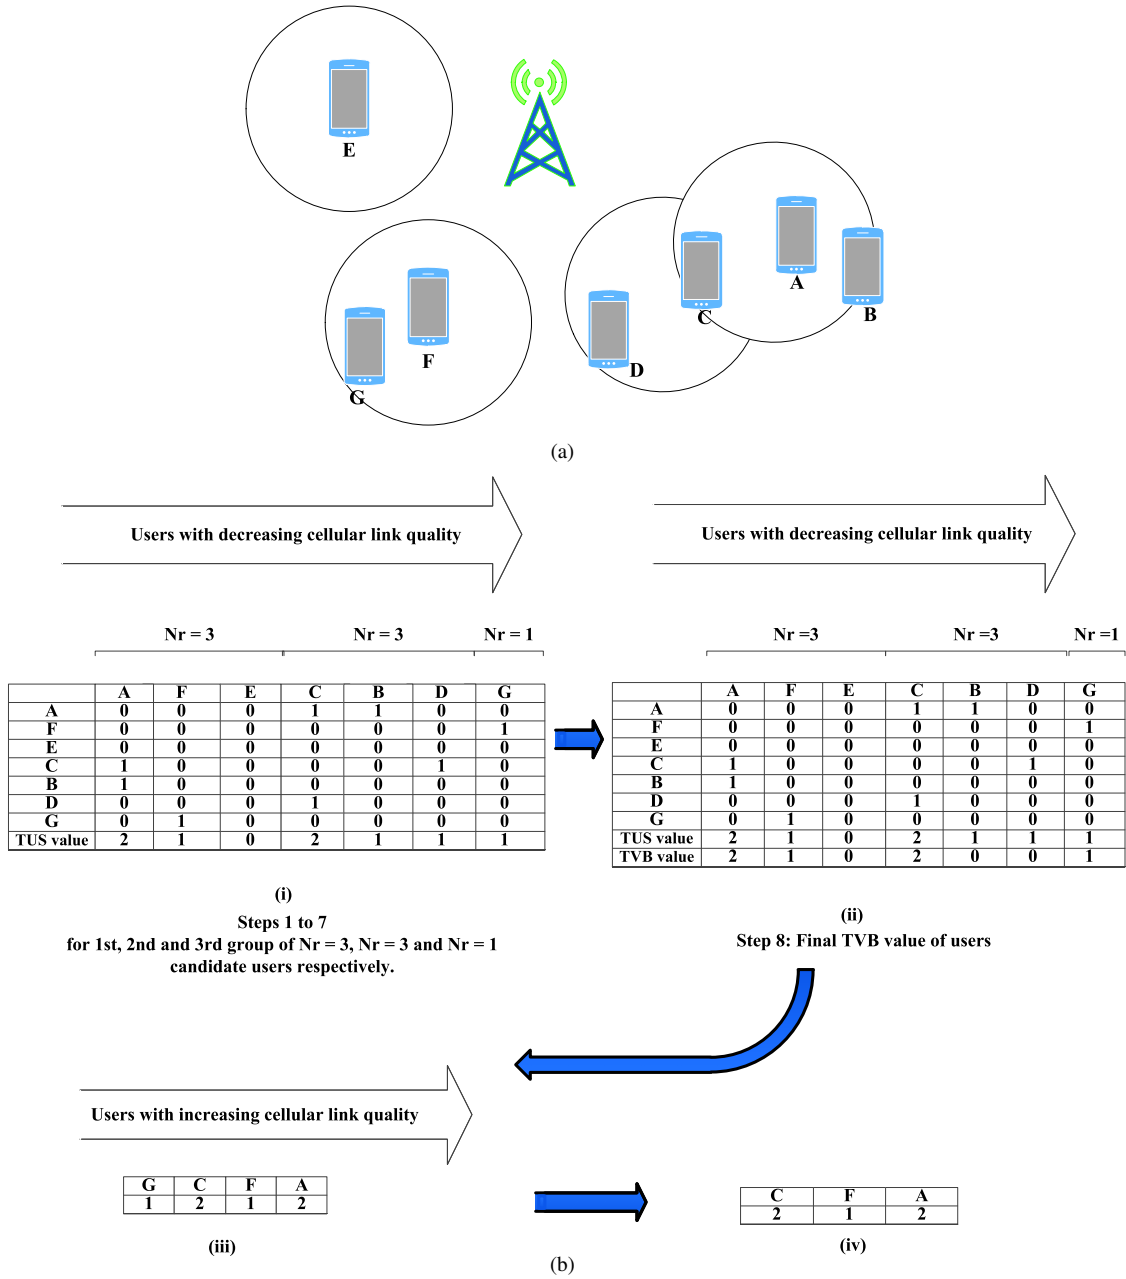 E
A
C
B
F
D
G
(a)
Users with decreasing cellular link quality
Users with decreasing cellular link quality
Nr = 3 Nr = 3 Nr = 1
Nr =3 Nr =3 Nr =1
A F E C B D G
A 0 0 0 1 1 0 0
F 0 0 0 0 0 0 1
E 0 0 0 0 0 0 0
C 1 0 0 0 0 1 0
B 1 0 0 0 0 0 0
D 0 0 0 1 0 0 0
G 0 1 0 0 0 0 0
TUS value 2 1 0 2 1 1 1
A F E C B D G
A 0 0 0 1 1 0 0
F 0 0 0 0 0 0 1
E 0 0 0 0 0 0 0
C 1 0 0 0 0 1 0
B 1 0 0 0 0 0 0
D 0 0 0 1 0 0 0
G 0 1 0 0 0 0 0
TUS value 2 1 0 2 1 1 1
TVB value 2 1 0 2 0 0 1
(i)
Steps 1 to 7
for 1st, 2nd and 3rd group of Nr = 3, Nr = 3 and Nr = 1
candidate users respectively.
(ii)
Step 8: Final TVB value of users
Users with increasing cellular link quality
G C F A
1 2 1 2
(iii)
C F A
2 1 2
(iv)
(b)